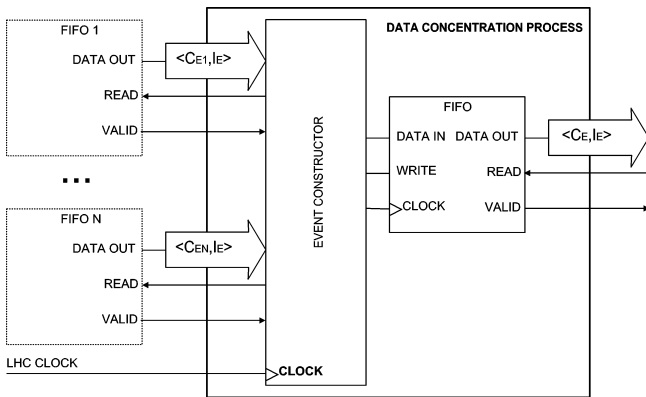 DATA CONCENTRATION PROCESS
FIFO 1
DATA OUT
<CE1,IE>
READ
VALID
...
FIFO N
DATA OUT
<CEN,IE>
READ
VALID
LHC CLOCK
CLOCK
EVENT CONSTRUCTOR
FIFO
DATA IN DATA OUT
<CE,IE>
WRITE READ
CLOCK VALID